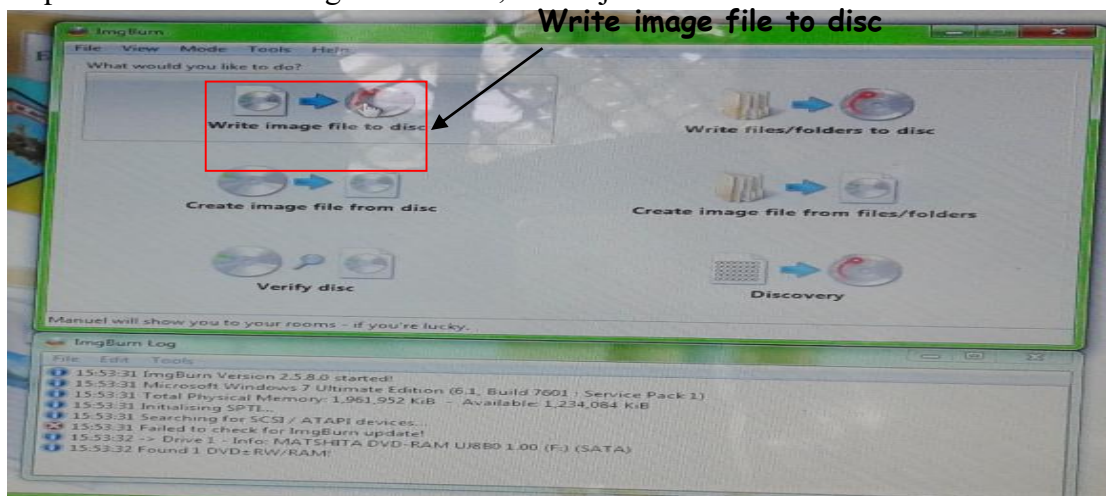 Write image file to disc
ImgBurn
File View Mode Tools Help
What would you like to do?
Write image file to disc
Write files/folders to disc
Create image file from disc
Create image file from files/folders
Verify disc
Discovery
Manuel will show you to your rooms - if you're lucky.
ImgBurn Log
File Edit Tools
15:53:31 ImgBurn Version 2.5.8.0 started!
15:53:31 Microsoft Windows 7 Ultimate Edition (6.1, Build 7601 : Service Pack 1)
15:53:31 Total Physical Memory: 1,961,952 KiB - Available: 1,234,084 KiB
15:53:31 Initialising SPTI...
15:53:31 Searching for SCSI / ATAPI devices...
15:53:31 Failed to check for ImgBurn update!
15:53:32 -> Drive 1 - Info: MATSHITA DVD-RAM UJ8B0 1.00 (F:) (SATA)
15:53:32 Found 1 DVD±RW/RAM!